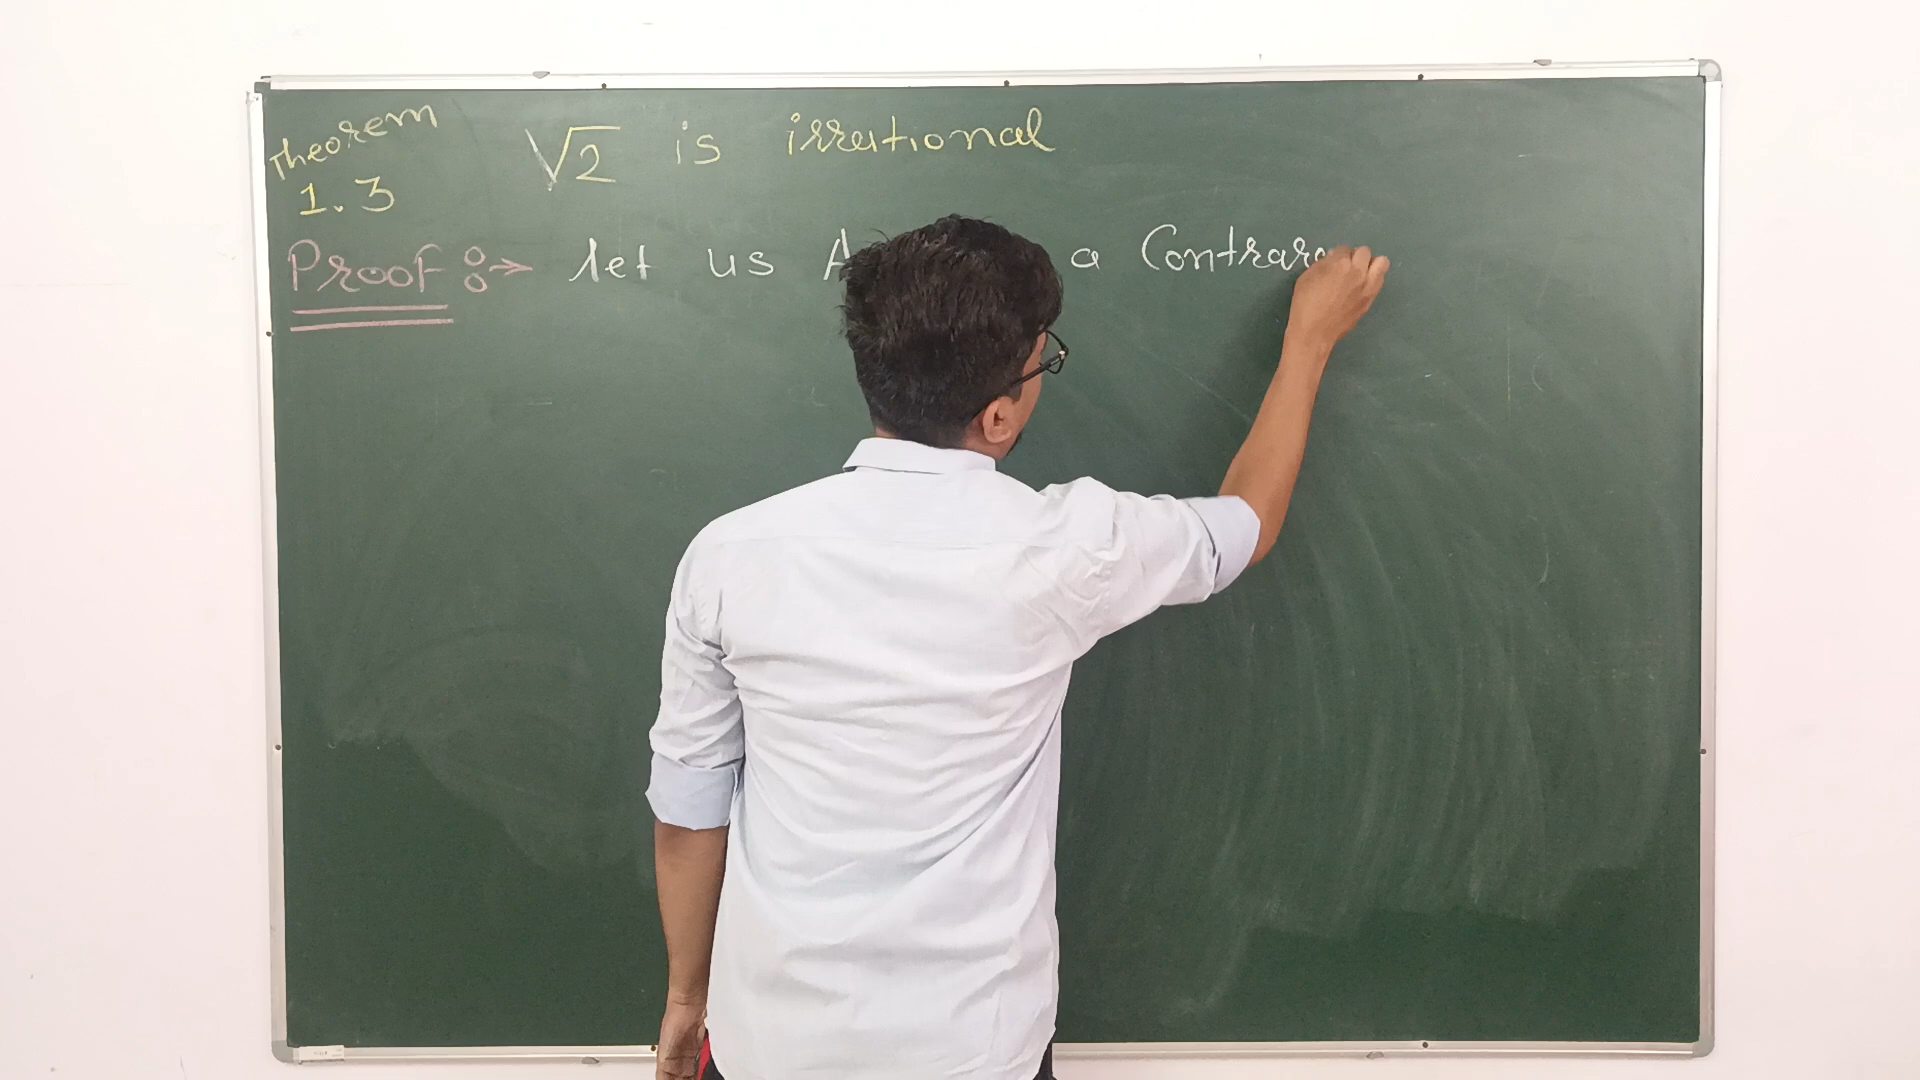 Theorem
1.3
√2 is irrational
Proof :→ let us a